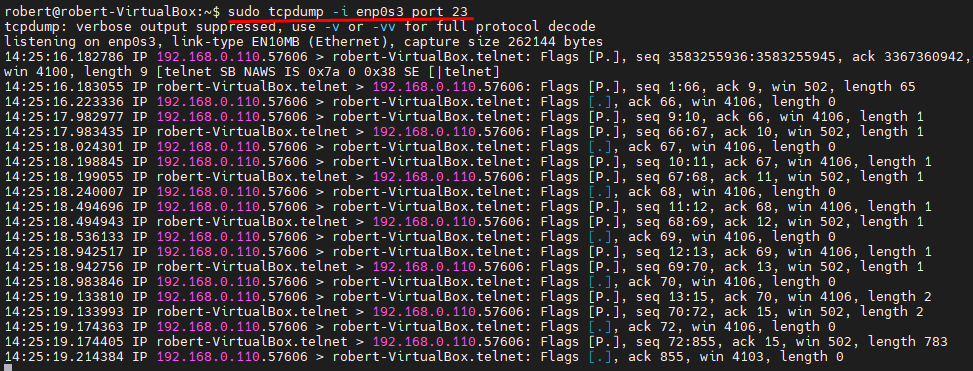 robert@robert-VirtualBox:~$ sudo tcpdump -i enp0s3 port 23
tcpdump: verbose output suppressed, use -v or -vv for full protocol decode
listening on enp0s3, link-type EN10MB (Ethernet), capture size 262144 bytes
14:25:16.182786 IP 192.168.0.110.57606 > robert-VirtualBox.telnet: Flags [P.], seq 3583255936:3583255945, ack 3367360942,
win 4100, length 9 [telnet SB NAWS IS 0x7a 0 0x38 SE [|telnet]
14:25:16.183055 IP robert-VirtualBox.telnet > 192.168.0.110.57606: Flags [P.], seq 1:66, ack 9, win 502, length 65
14:25:16.223336 IP 192.168.0.110.57606 > robert-VirtualBox.telnet: Flags [.], ack 66, win 4106, length 0
14:25:17.982977 IP 192.168.0.110.57606 > robert-VirtualBox.telnet: Flags [P.], seq 9:10, ack 66, win 4106, length 1
14:25:17.983435 IP robert-VirtualBox.telnet > 192.168.0.110.57606: Flags [P.], seq 66:67, ack 10, win 502, length 1
14:25:18.024301 IP 192.168.0.110.57606 > robert-VirtualBox.telnet: Flags [.], ack 67, win 4106, length 0
14:25:18.198845 IP 192.168.0.110.57606 > robert-VirtualBox.telnet: Flags [P.], seq 10:11, ack 67, win 4106, length 1
14:25:18.199055 IP robert-VirtualBox.telnet > 192.168.0.110.57606: Flags [P.], seq 67:68, ack 11, win 502, length 1
14:25:18.240007 IP 192.168.0.110.57606 > robert-VirtualBox.telnet: Flags [.], ack 68, win 4106, length 0
14:25:18.494696 IP 192.168.0.110.57606 > robert-VirtualBox.telnet: Flags [P.], seq 11:12, ack 68, win 4106, length 1
14:25:18.494943 IP robert-VirtualBox.telnet > 192.168.0.110.57606: Flags [P.], seq 68:69, ack 12, win 502, length 1
14:25:18.536133 IP 192.168.0.110.57606 > robert-VirtualBox.telnet: Flags [.], ack 69, win 4106, length 0
14:25:18.942517 IP 192.168.0.110.57606 > robert-VirtualBox.telnet: Flags [P.], seq 12:13, ack 69, win 4106, length 1
14:25:18.942756 IP robert-VirtualBox.telnet > 192.168.0.110.57606: Flags [P.], seq 69:70, ack 13, win 502, length 1
14:25:18.983846 IP 192.168.0.110.57606 > robert-VirtualBox.telnet: Flags [.], ack 70, win 4106, length 0
14:25:19.133810 IP 192.168.0.110.57606 > robert-VirtualBox.telnet: Flags [P.], seq 13:15, ack 70, win 4106, length 2
14:25:19.133993 IP robert-VirtualBox.telnet > 192.168.0.110.57606: Flags [P.], seq 70:72, ack 15, win 502, length 2
14:25:19.174363 IP 192.168.0.110.57606 > robert-VirtualBox.telnet: Flags [.], ack 72, win 4106, length 0
14:25:19.174405 IP robert-VirtualBox.telnet > 192.168.0.110.57606: Flags [P.], seq 72:855, ack 15, win 502, length 783
14:25:19.214384 IP 192.168.0.110.57606 > robert-VirtualBox.telnet: Flags [.], ack 855, win 4103, length 0